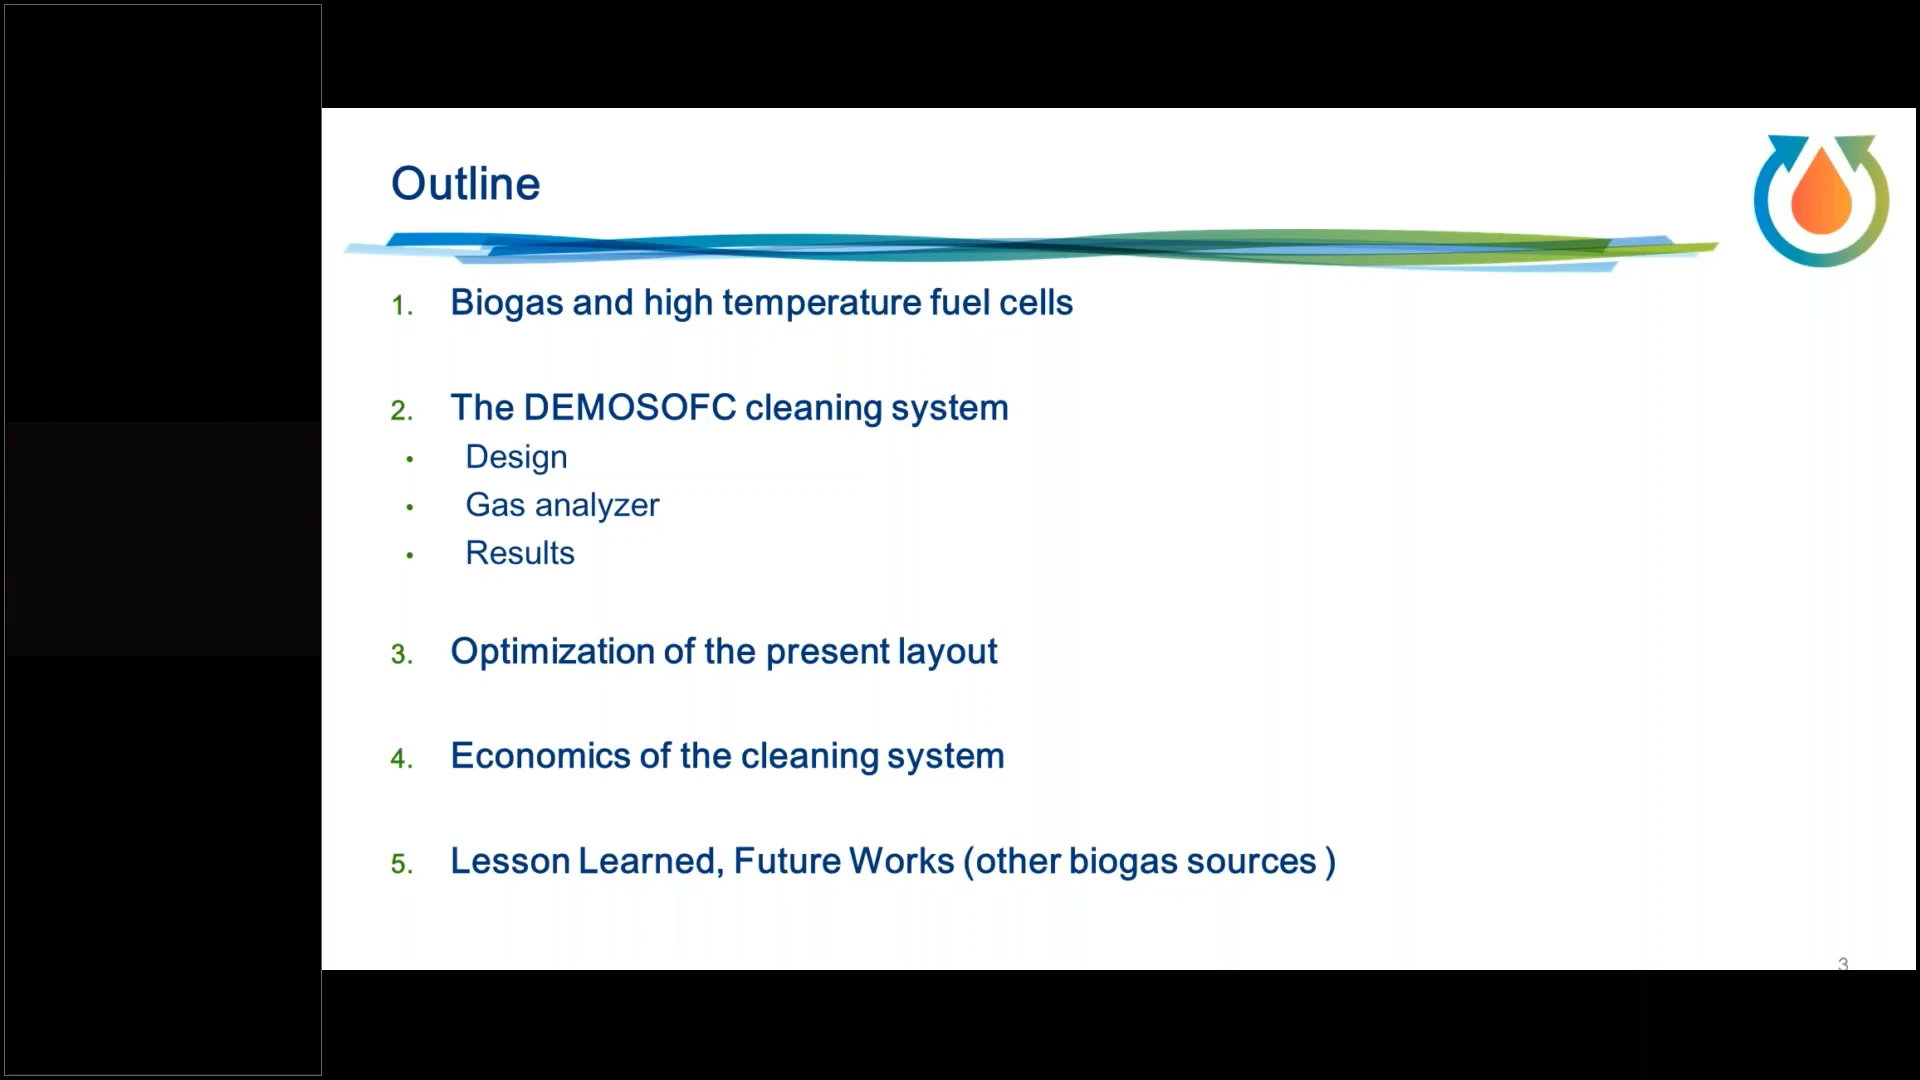 Outline
1. Biogas and high temperature fuel cells
2. The DEMOSOFC cleaning system
• Design
• Gas analyzer
• Results
3. Optimization of the present layout
4. Economics of the cleaning system
5. Lesson Learned, Future Works (other biogas sources )
3